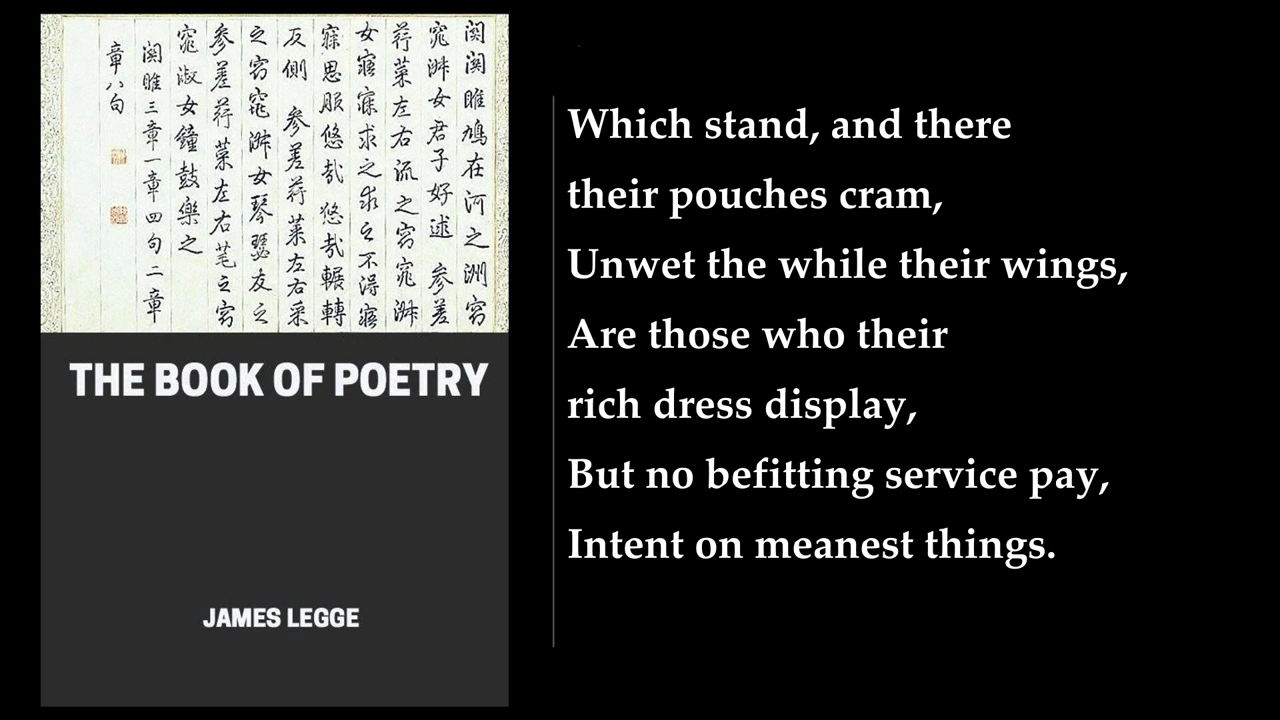 關關雎鳩在河之洲窈
窕淑女君子好逑 參差
荇菜左右流之窈窕淑
女寤寐求之求之不得寤
寐思服悠哉悠哉輾轉
反側 參差荇菜左右采
之窈窕淑女琴瑟友之
參差荇菜左右芼之窈
窕淑女鐘鼓樂之
關雎三章一章四句二章
章八句
THE BOOK OF POETRY
JAMES LEGGE
Which stand, and there
their pouches cram,
Unwet the while their wings,
Are those who their
rich dress display,
But no befitting service pay,
Intent on meanest things.